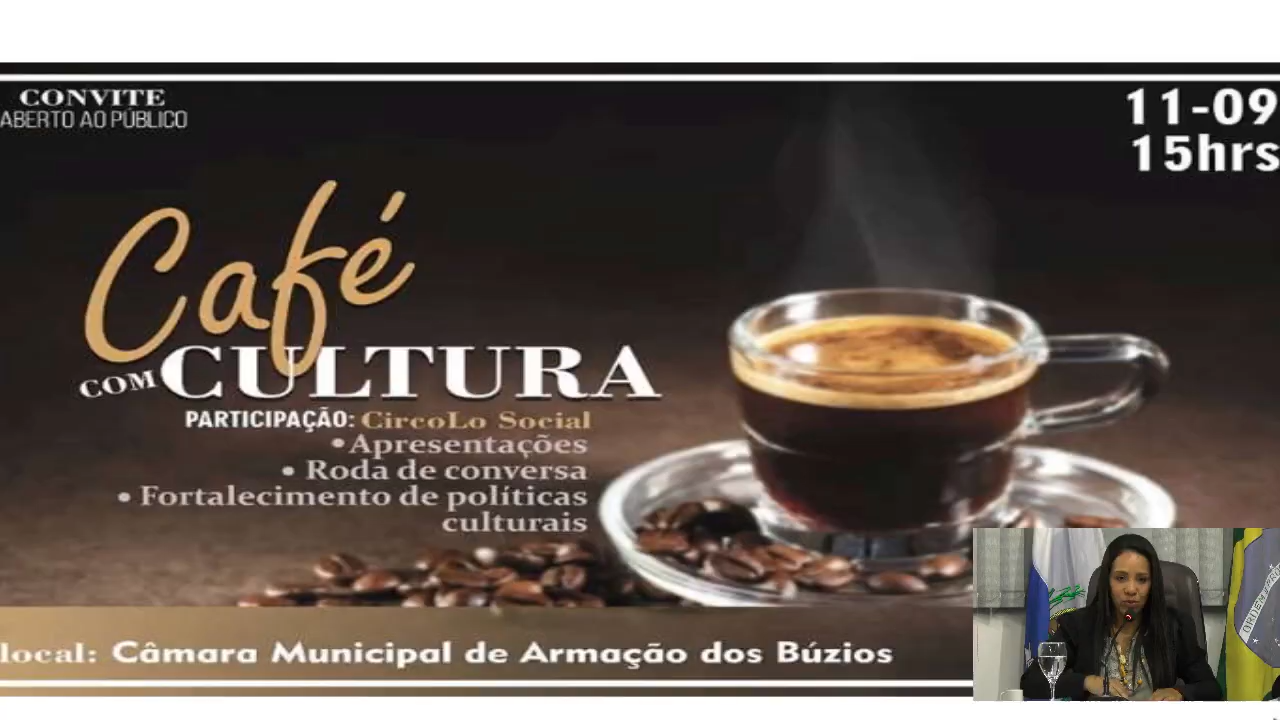 CONVITE
ABERTO AO PÚBLICO
11-09
15hrs
Café
COM CULTURA
PARTICIPAÇÃO: CircoLo Social
• Apresentações
• Roda de conversa
• Fortalecimento de políticas
culturais
local: Câmara Municipal de Armação dos Búzios